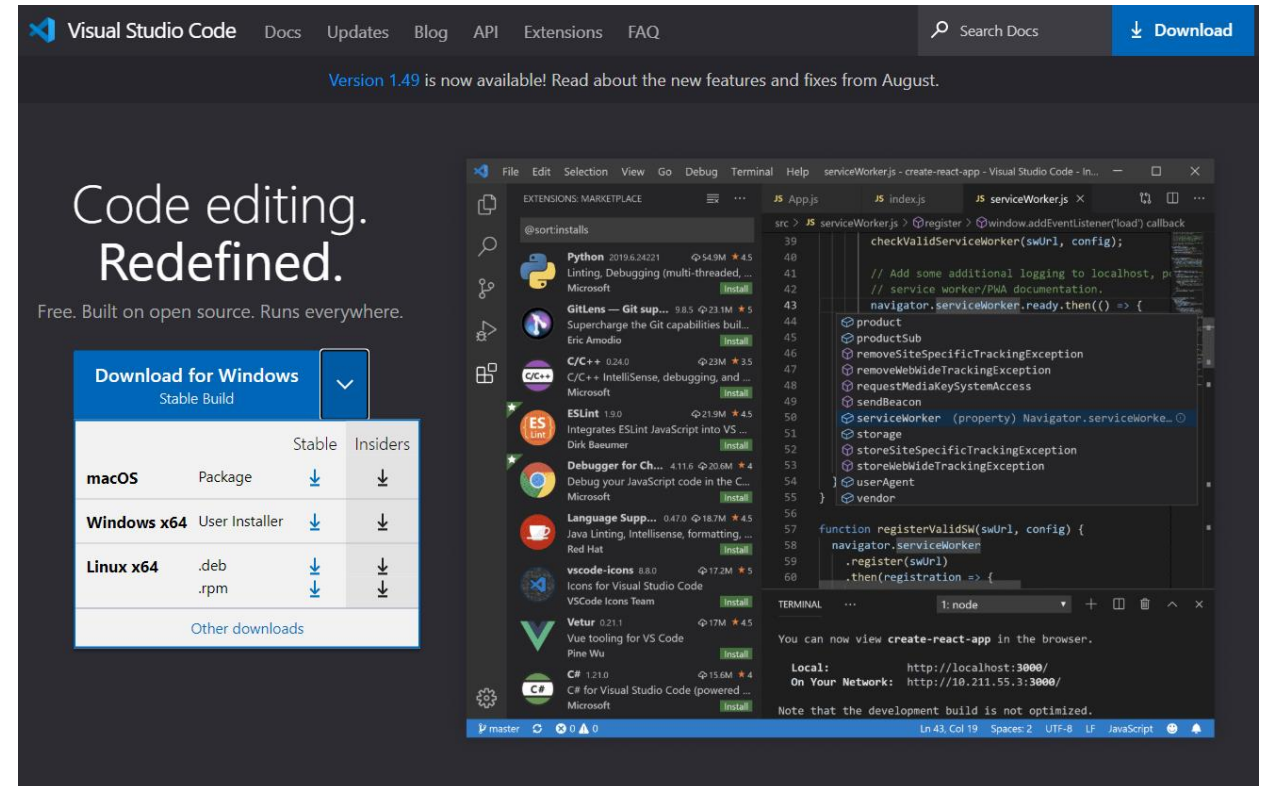 Visual Studio Code Docs Updates Blog API Extensions FAQ Search Docs Download
Version 1.49 is now available! Read about the new features and fixes from August.
Code editing.
Redefined.
Free. Built on open source. Runs everywhere.
Download for Windows
Stable Build
Stable Insiders
macOS Package
Windows x64 User Installer
Linux x64 .deb
.rpm
Other downloads
File Edit Selection View Go Debug Terminal Help serviceWorker.js - create-react-app - Visual Studio Code - In...
EXTENSIONS: MARKETPLACE ...
@sort:installs
Python 2019.6.24221 54.9M ★ 4.5
Linting, Debugging (multi-threaded, ...
Microsoft Install
GitLens — Git sup... 9.8.5 23.1M ★ 5
Supercharge the Git capabilities buil...
Eric Amodio Install
C/C++ 0.24.0 23M ★ 3.5
C/C++ C/C++ IntelliSense, debugging, and ...
Microsoft Install
ESLint 1.9.0 21.9M ★ 4.5
ES Lint Integrates ESLint JavaScript into VS ...
Dirk Baeumer Install
Debugger for Ch... 4.11.6 20.6M ★ 4
Debug your JavaScript code in the C...
Microsoft Install
Language Supp... 0.47.0 18.7M ★ 4.5
Java Linting, Intellisense, formatting, ...
Red Hat Install
vscode-icons 8.8.0 17.2M ★ 5
Icons for Visual Studio Code
VSCode Icons Team Install
Vetur 0.21.1 17M ★ 4.5
Vue tooling for VS Code
Pine Wu Install
C# 1.21.0 15.6M ★ 4
C# C# for Visual Studio Code (powered ...
Microsoft Install
JS App.js JS index.js JS serviceWorker.js × ...
src > JS serviceWorker.js > register > window.addEventListener('load') callback
39 checkValidServiceWorker(swUrl, config);
40
41 // Add some additional logging to localhost, p
42 // service worker/PWA documentation.
43 navigator.serviceWorker.ready.then(() => {
44 product
45 productSub
46 removeSiteSpecificTrackingException
47 removeWebWideTrackingException
48 requestMediaKeySystemAccess
49 sendBeacon
50 serviceWorker (property) Navigator.serviceWorke...
51 storage
52 storeSiteSpecificTrackingException
53 storeWebWideTrackingException
54 } userAgent
55 } vendor
56
57 function registerValidSW(swUrl, config) {
58 navigator.serviceWorker
59 .register(swUrl)
60 .then(registration => {
TERMINAL ... 1: node
You can now view create-react-app in the browser.
Local: http://localhost:3000/
On Your Network: http://10.211.55.3:3000/
Note that the development build is not optimized.
master 0 0 Ln 43, Col 19 Spaces: 2 UTF-8 LF JavaScript